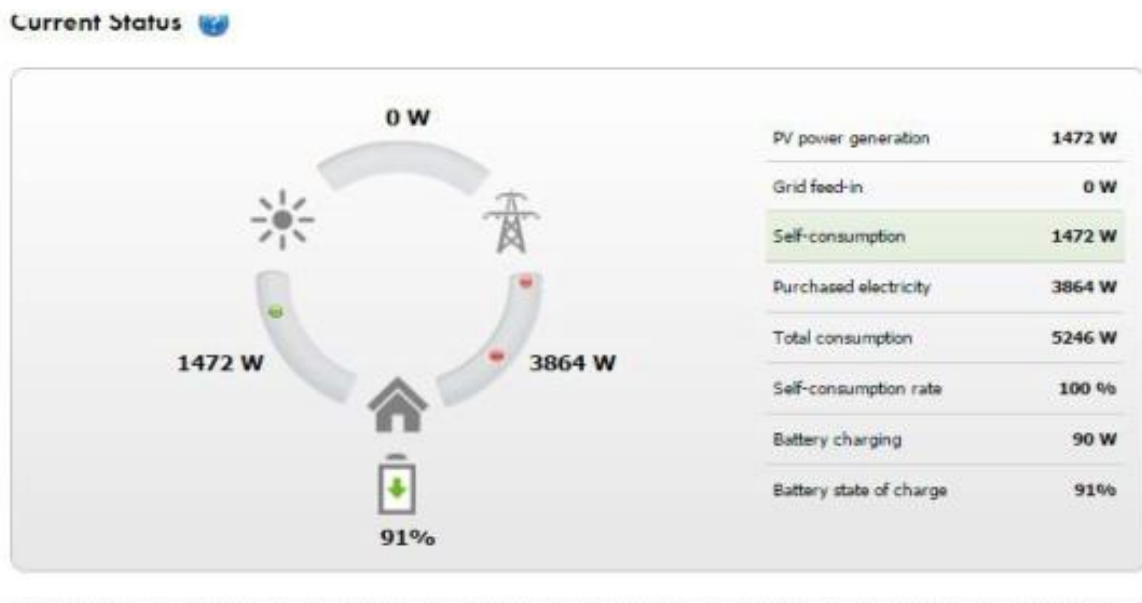 Current Status
0 W
1472 W
3864 W
91%
PV power generation 1472 W
Grid feed-in 0 W
Self-consumption 1472 W
Purchased electricity 3864 W
Total consumption 5246 W
Self-consumption rate 100 %
Battery charging 90 W
Battery state of charge 91%